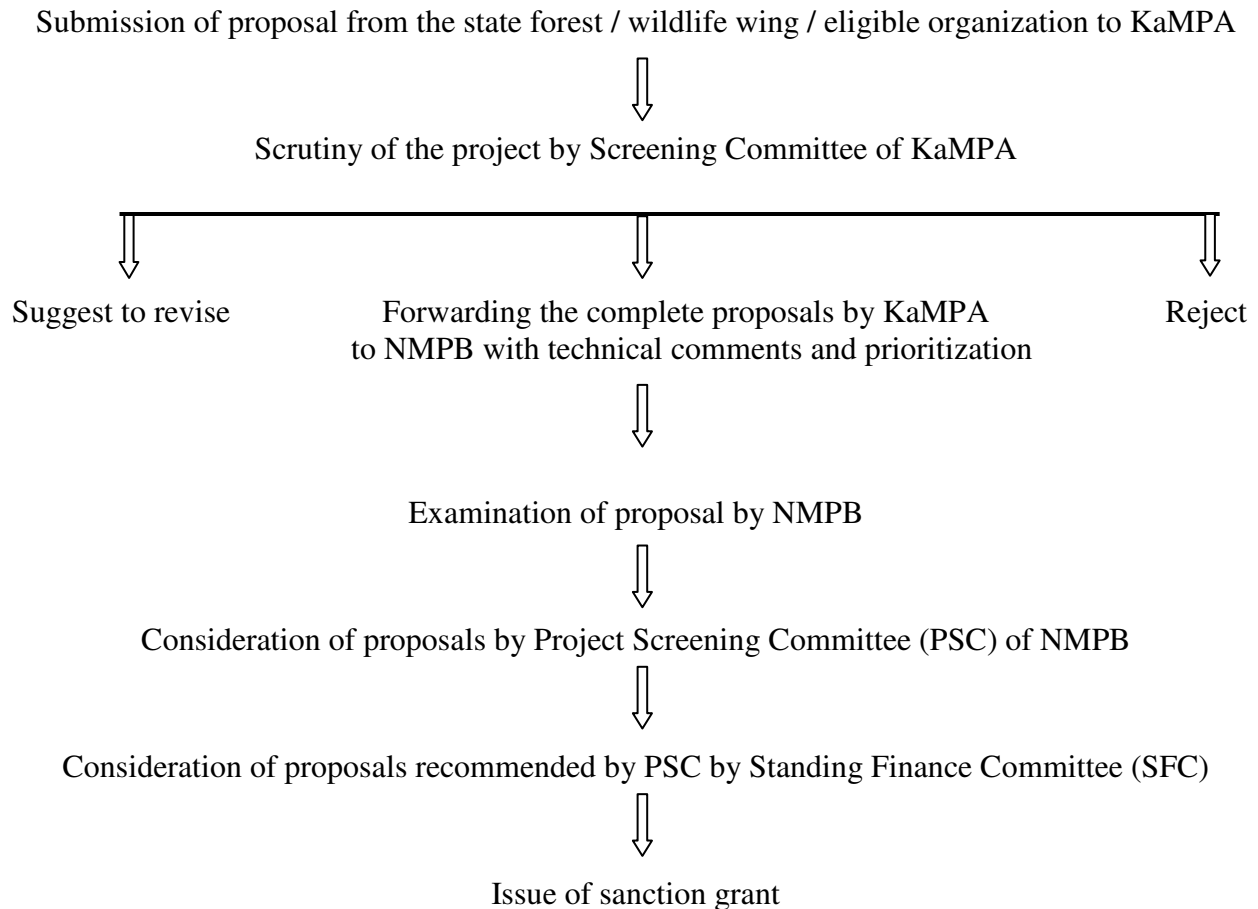 Submission of proposal from the state forest / wildlife wing / eligible organization to KaMPA
Scrutiny of the project by Screening Committee of KaMPA
Suggest to revise
Forwarding the complete proposals by KaMPA
to NMPB with technical comments and prioritization
Reject
Examination of proposal by NMPB
Consideration of proposals by Project Screening Committee (PSC) of NMPB
Consideration of proposals recommended by PSC by Standing Finance Committee (SFC)
Issue of sanction grant